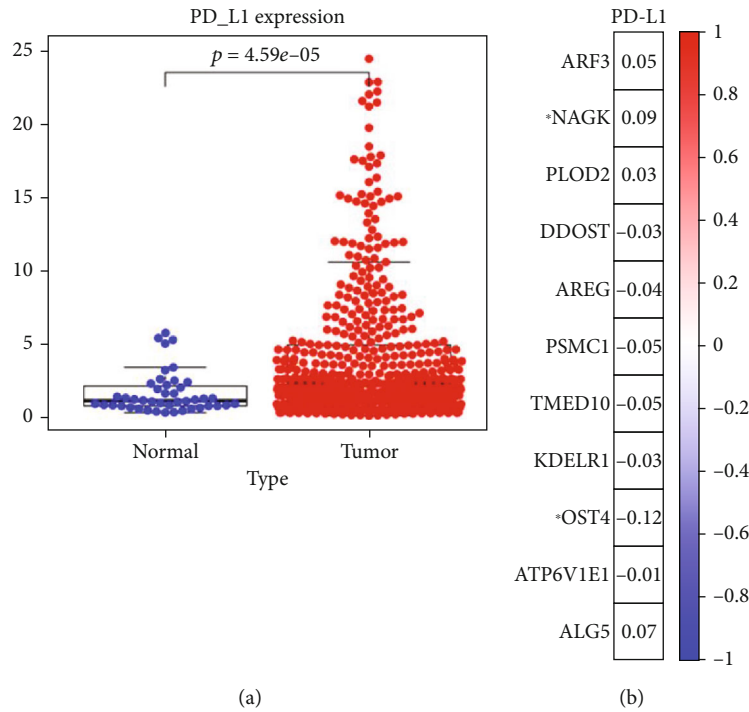 PD_L1 expression
p = 4.59e–05
25
20
15
10
5
0
Normal
Tumor
Type
(a)
PD-L1
ARF3 0.05
*NAGK 0.09
PLOD2 0.03
DDOST –0.03
AREG –0.04
PSMC1 –0.05
TMED10 –0.05
KDELR1 –0.03
*OST4 –0.12
ATP6V1E1 –0.01
ALG5 0.07
1
0.8
0.6
0.4
0.2
0
–0.2
–0.4
–0.6
–0.8
–1
(b)